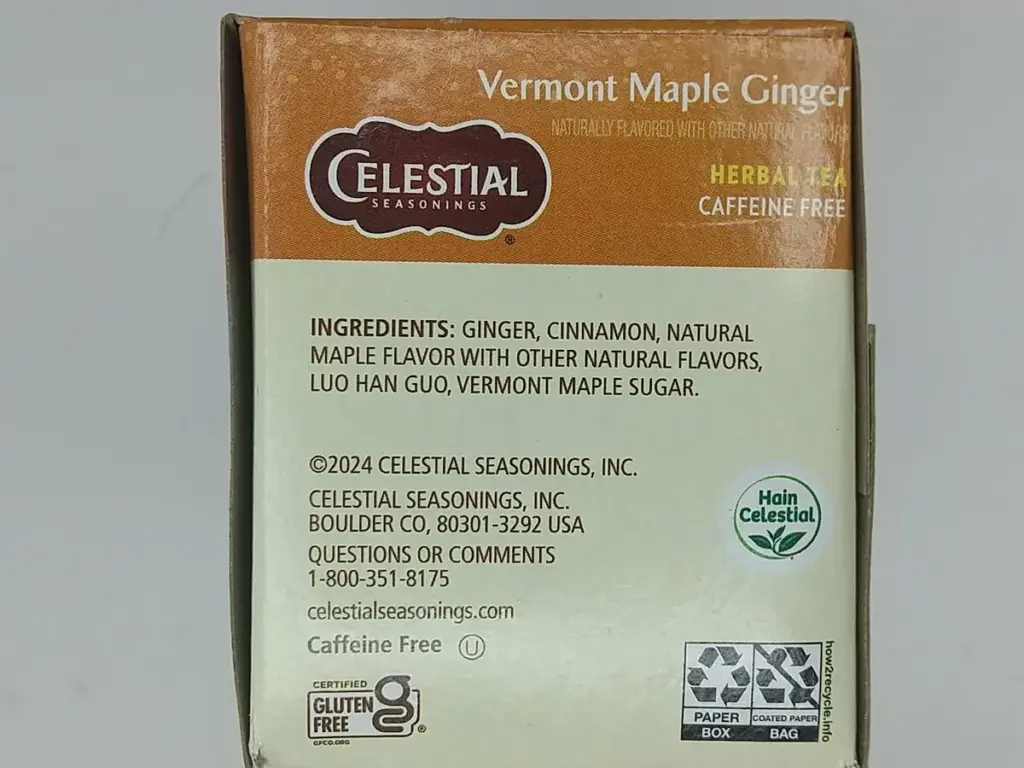 Vermont Maple Ginger
NATURALLY FLAVORED WITH OTHER NATURAL FLAVORS
CELESTIAL
SEASONINGS
®
HERBAL TEA
CAFFEINE FREE
INGREDIENTS: GINGER, CINNAMON, NATURAL
MAPLE FLAVOR WITH OTHER NATURAL FLAVORS,
LUO HAN GUO, VERMONT MAPLE SUGAR.
©2024 CELESTIAL SEASONINGS, INC.
CELESTIAL SEASONINGS, INC.
BOULDER CO, 80301-3292 USA
QUESTIONS OR COMMENTS
1-800-351-8175
celestialseasonings.com
Caffeine Free U
Hain
Celestial
CERTIFIED
GLUTEN
FREE
g
®
GFCO.ORG
PAPER
BOX
COATED PAPER
BAG
how2recycle.info